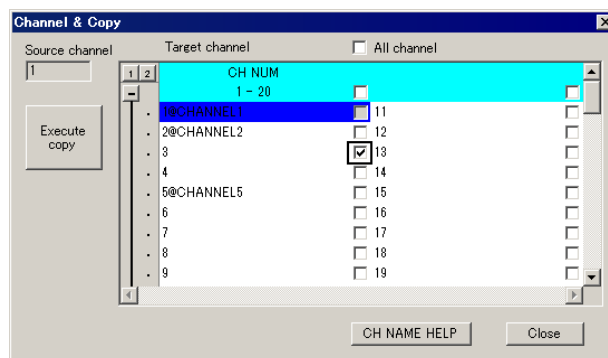 Channel & Copy
Source channel
Target channel
All channel
1
1 2
CH NUM
1 - 20
Execute
copy
1@CHANNEL1 11
2@CHANNEL2 12
3 13
4 14
5@CHANNEL5 15
6 16
7 17
8 18
9 19
CH NAME HELP
Close